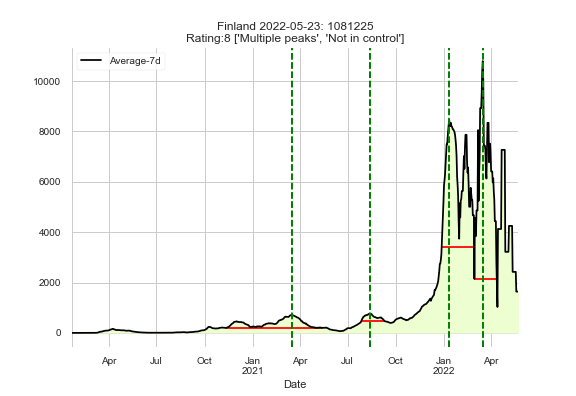 Finland 2022-05-23: 1081225
Rating:8 ['Multiple peaks', 'Not in control']
Average-7d
10000
8000
6000
4000
2000
0
Apr Jul Oct Jan Apr Jul Oct Jan Apr
2021 2022
Date